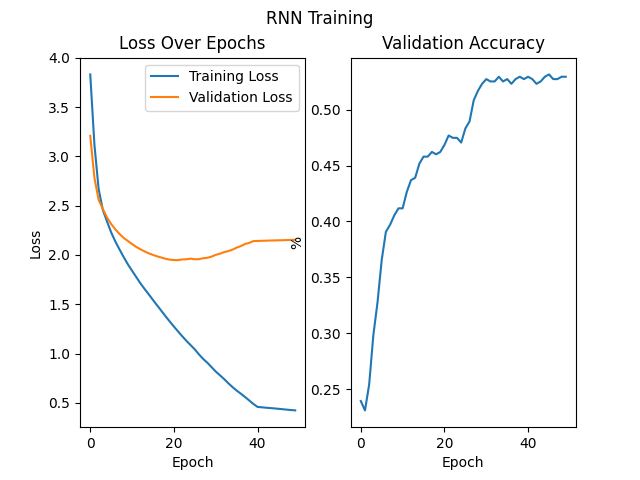 RNN Training
Loss Over Epochs
Loss
4.0
3.5
3.0
2.5
2.0
1.5
1.0
0.5
Training Loss
Validation Loss
0 20 40
Epoch
Validation Accuracy
%
0.50
0.45
0.40
0.35
0.30
0.25
0 20 40
Epoch